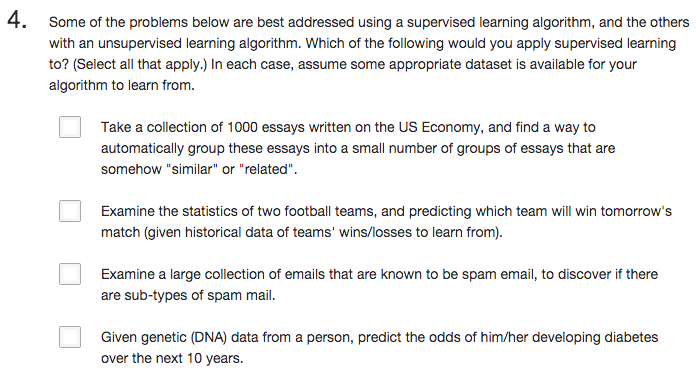 4. Some of the problems below are best addressed using a supervised learning algorithm, and the others
with an unsupervised learning algorithm. Which of the following would you apply supervised learning
to? (Select all that apply.) In each case, assume some appropriate dataset is available for your
algorithm to learn from.
Take a collection of 1000 essays written on the US Economy, and find a way to
automatically group these essays into a small number of groups of essays that are
somehow "similar" or "related".
Examine the statistics of two football teams, and predicting which team will win tomorrow's
match (given historical data of teams' wins/losses to learn from).
Examine a large collection of emails that are known to be spam email, to discover if there
are sub-types of spam mail.
Given genetic (DNA) data from a person, predict the odds of him/her developing diabetes
over the next 10 years.